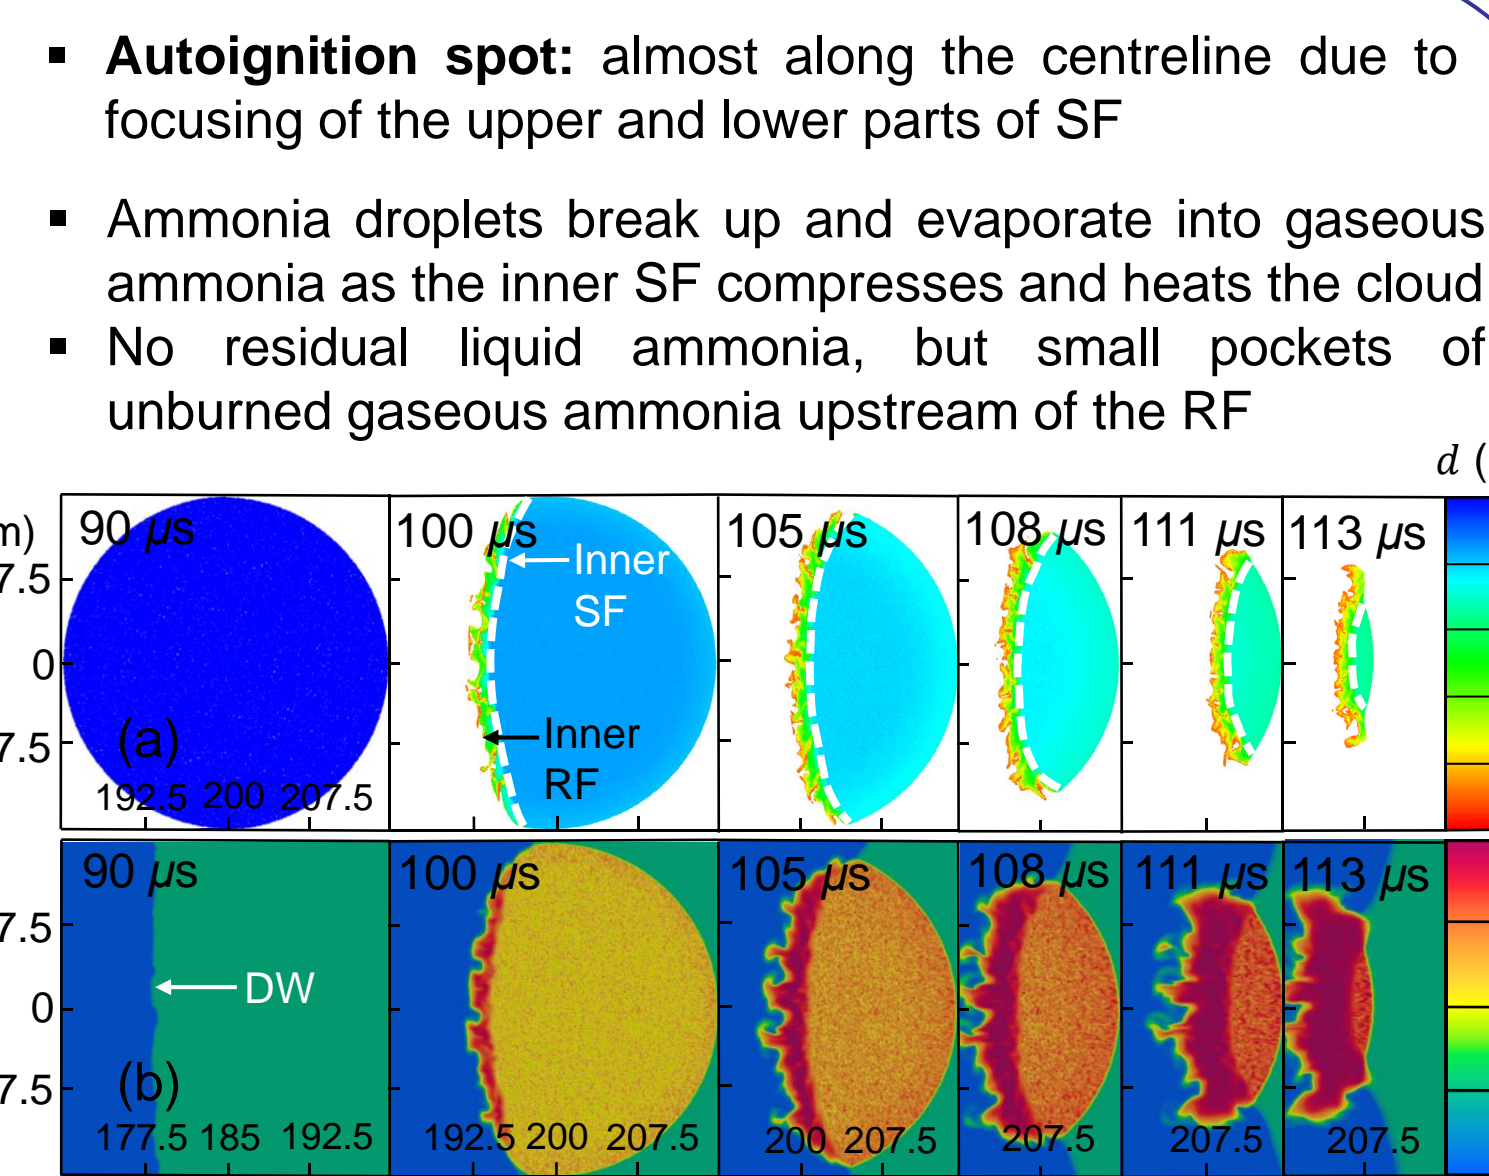 ▪ Autoignition spot: almost along the centreline due to
focusing of the upper and lower parts of SF
▪ Ammonia droplets break up and evaporate into gaseous
ammonia as the inner SF compresses and heats the cloud
▪ No residual liquid ammonia, but small pockets of
unburned gaseous ammonia upstream of the RF
d (
m) 90 μs 100 μs 105 μs 108 μs 111 μs 113 μs
7.5 Inner
SF
0
7.5 (a) Inner
RF
192.5 200 207.5
90 μs 100 μs 105 μs 108 μs 111 μs 113 μs
7.5
DW
0
7.5 (b)
177.5 185 192.5 192.5 200 207.5 200 207.5 207.5 207.5 207.5